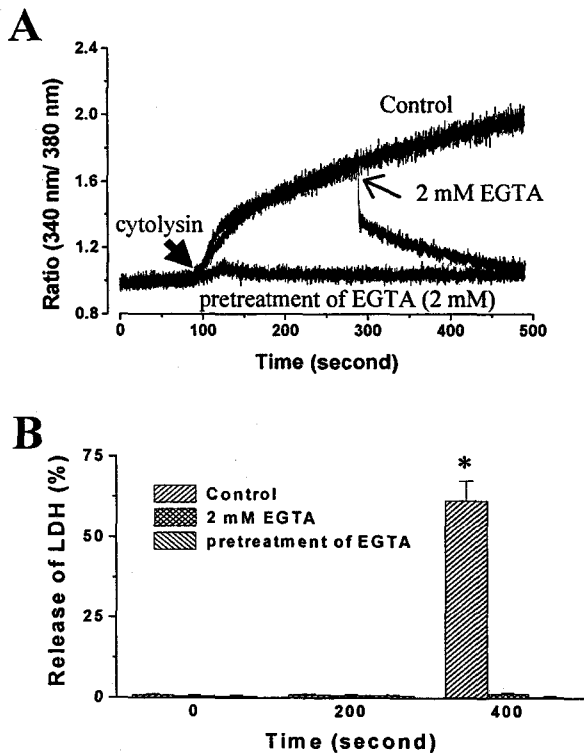 A
Ratio (340 nm/ 380 nm)
2.4
2.0
1.6
1.2
0.8
Control
2 mM EGTA
cytolysin
pretreatment of EGTA (2 mM)
0 100 200 300 400 500
Time (second)
B
Release of LDH (%)
75
50
25
0
Control
2 mM EGTA
pretreatment of EGTA
*
0 200 400
Time (second)